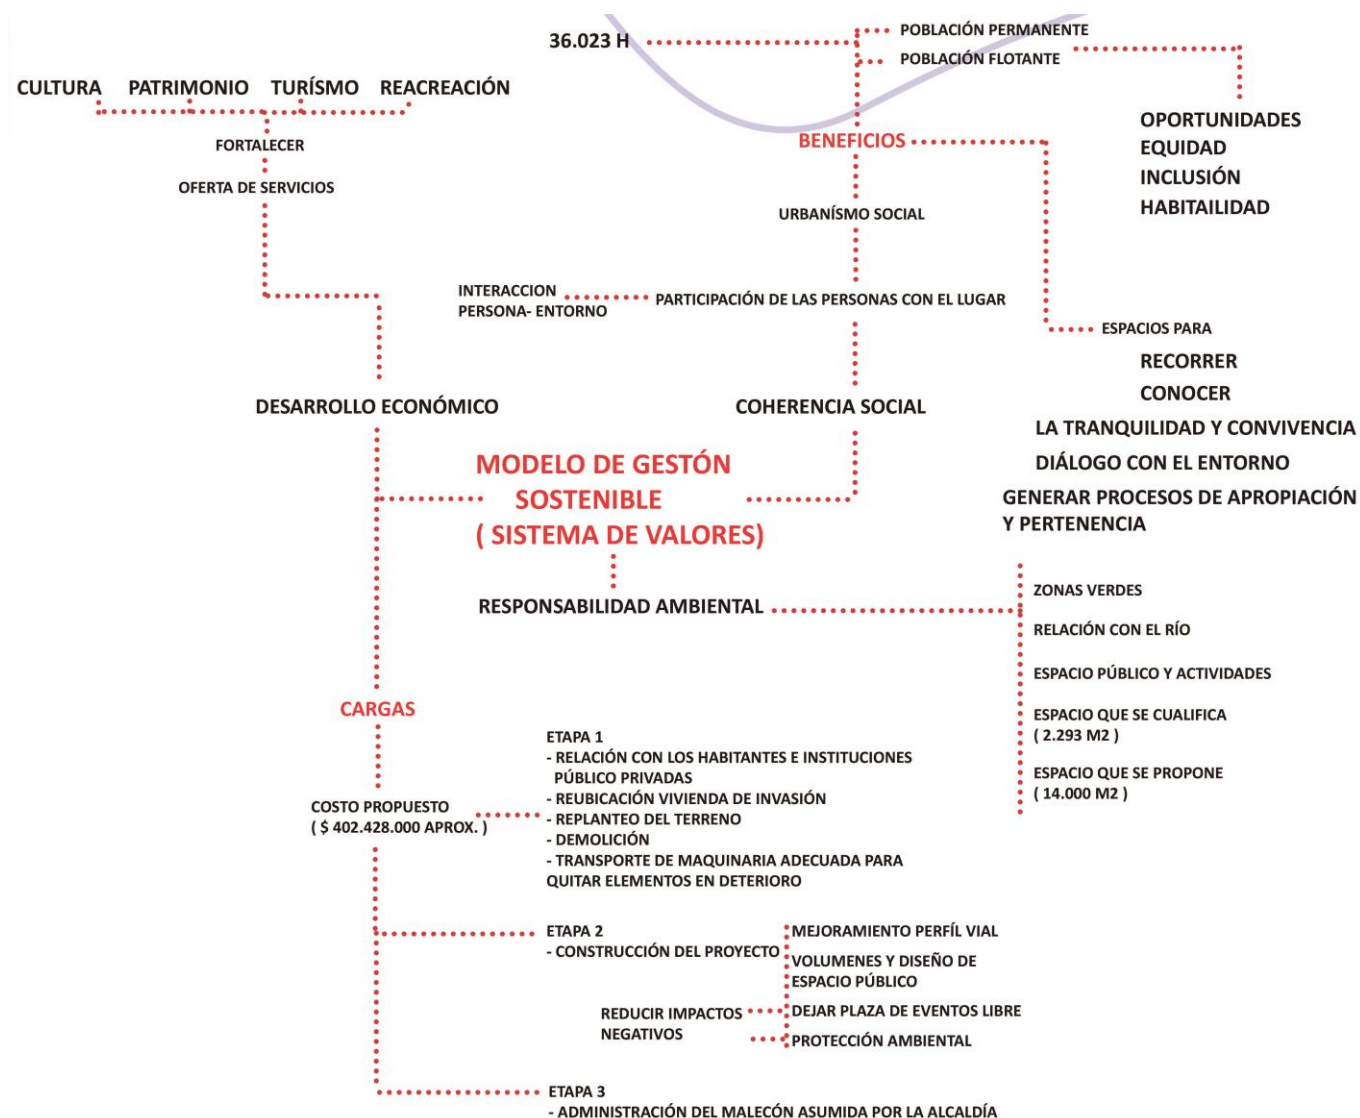 36.023 H
POBLACIÓN PERMANENTE
POBLACIÓN FLOTANTE
CULTURA
PATRIMONIO
TURÍSMO
REACREACIÓN
FORTALECER
OFERTA DE SERVICIOS
BENEFICIOS
OPORTUNIDADES
EQUIDAD
INCLUSIÓN
HABITAILIDAD
URBANÍSMO SOCIAL
INTERACCION
PERSONA- ENTORNO
PARTICIPACIÓN DE LAS PERSONAS CON EL LUGAR
ESPACIOS PARA
RECORRER
CONOCER
LA TRANQUILIDAD Y CONVIVENCIA
DIÁLOGO CON EL ENTORNO
GENERAR PROCESOS DE APROPIACIÓN
Y PERTENENCIA
DESARROLLO ECONÓMICO
COHERENCIA SOCIAL
MODELO DE GESTÓN
SOSTENIBLE
( SISTEMA DE VALORES)
RESPONSABILIDAD AMBIENTAL
ZONAS VERDES
RELACIÓN CON EL RÍO
ESPACIO PÚBLICO Y ACTIVIDADES
ESPACIO QUE SE CUALIFICA
( 2.293 M2 )
ESPACIO QUE SE PROPONE
( 14.000 M2 )
CARGAS
COSTO PROPUESTO
( $ 402.428.000 APROX. )
ETAPA 1
- RELACIÓN CON LOS HABITANTES E INSTITUCIONES
PÚBLICO PRIVADAS
- REUBICACIÓN VIVIENDA DE INVASIÓN
- REPLANTEO DEL TERRENO
- DEMOLICIÓN
- TRANSPORTE DE MAQUINARIA ADECUADA PARA
QUITAR ELEMENTOS EN DETERIORO
ETAPA 2
- CONSTRUCCIÓN DEL PROYECTO
MEJORAMIENTO PERFÍL VIAL
VOLUMENES Y DISEÑO DE
ESPACIO PÚBLICO
DEJAR PLAZA DE EVENTOS LIBRE
PROTECCIÓN AMBIENTAL
REDUCIR IMPACTOS
NEGATIVOS
ETAPA 3
- ADMINISTRACIÓN DEL MALECÓN ASUMIDA POR LA ALCALDÍA